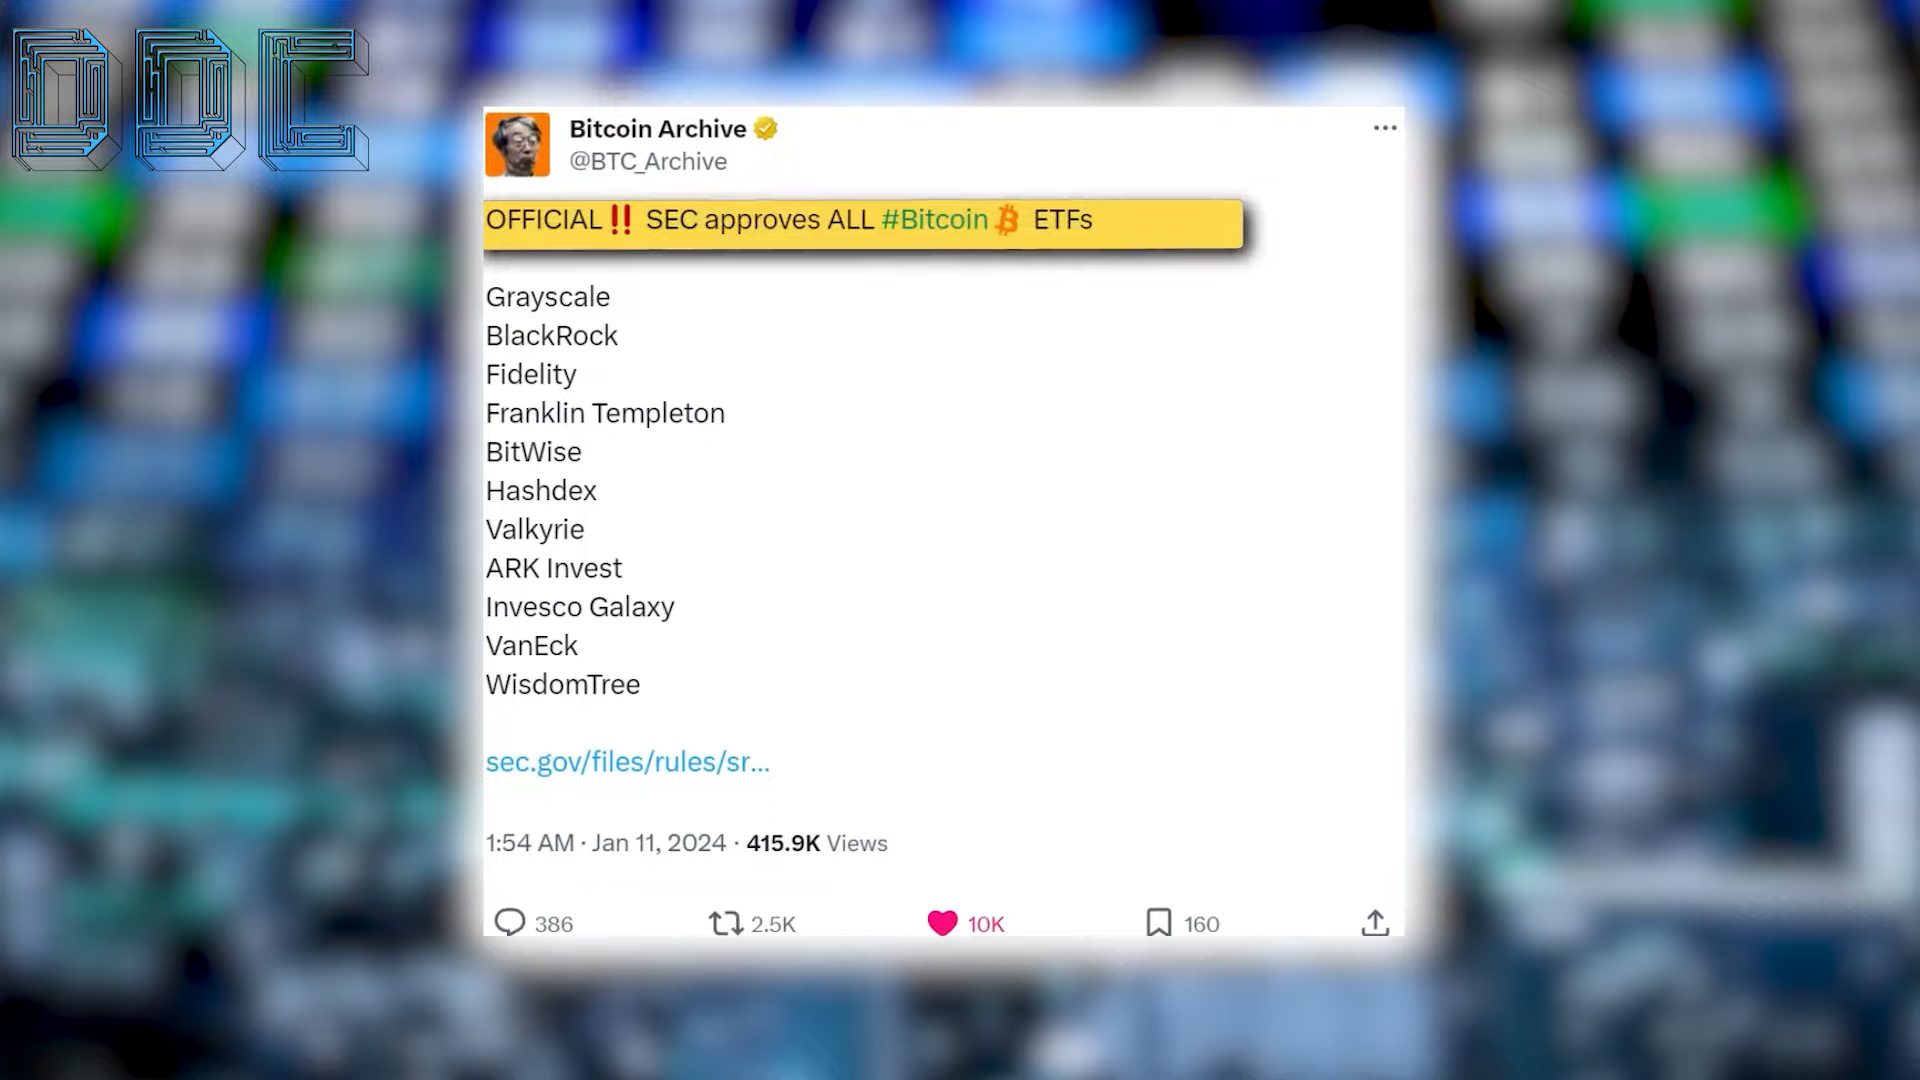 DDC
Bitcoin Archive
@BTC_Archive
OFFICIAL‼️ SEC approves ALL #Bitcoin ETFs
Grayscale
BlackRock
Fidelity
Franklin Templeton
BitWise
Hashdex
Valkyrie
ARK Invest
Invesco Galaxy
VanEck
WisdomTree
sec.gov/files/rules/sr...
1:54 AM · Jan 11, 2024 · 415.9K Views
386 2.5K 10K 160